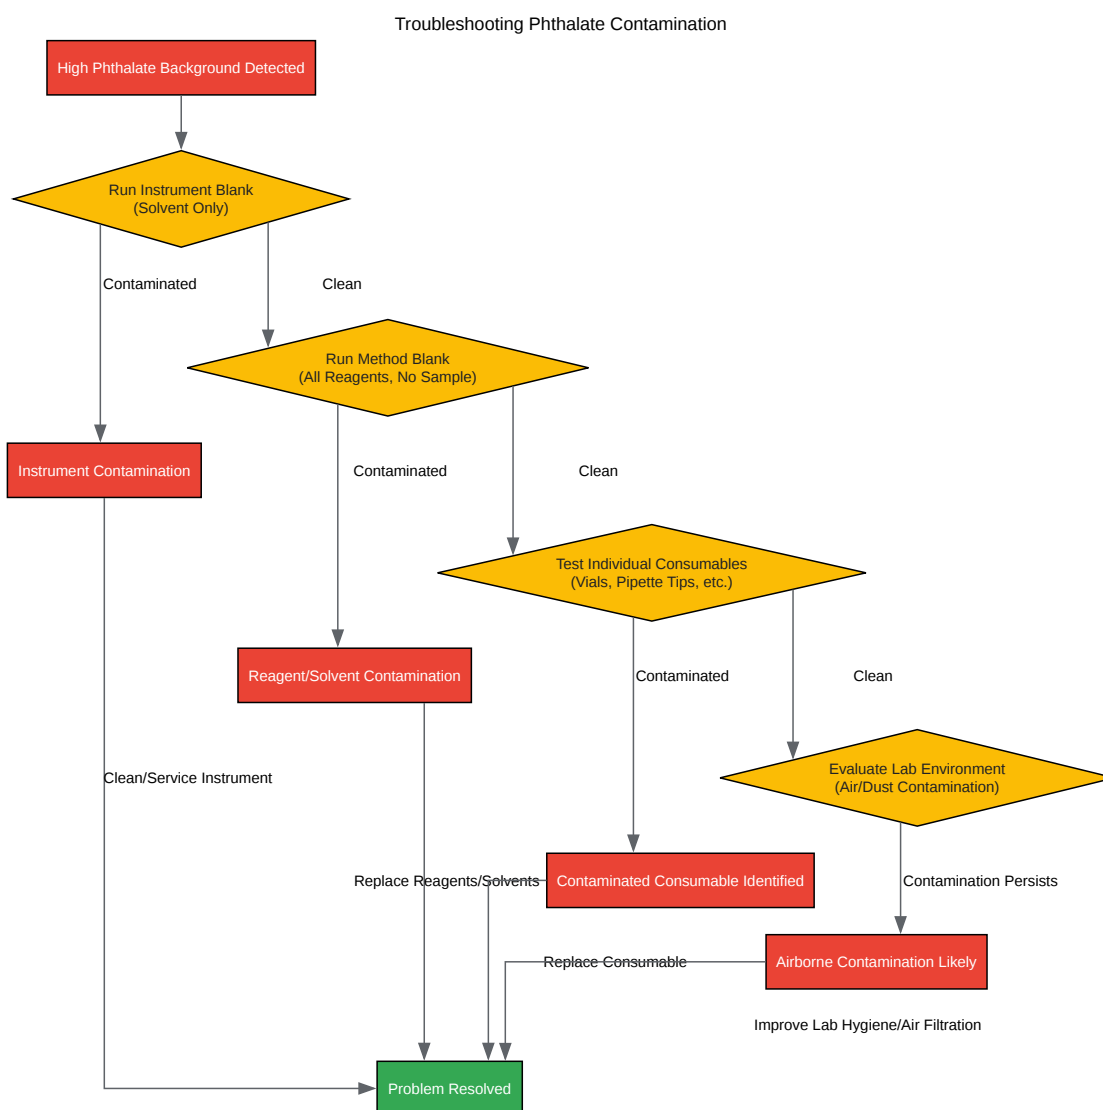 Troubleshooting Phthalate Contamination
High Phthalate Background Detected
Run Instrument Blank
(Solvent Only)
Contaminated
Clean
Run Method Blank
(All Reagents, No Sample)
Instrument Contamination
Contaminated
Clean
Test Individual Consumables
(Vials, Pipette Tips, etc.)
Reagent/Solvent Contamination
Contaminated
Clean
Clean/Service Instrument
Evaluate Lab Environment
(Air/Dust Contamination)
Replace Reagents/Solvents
Contaminated Consumable Identified
Contamination Persists
Replace Consumable
Airborne Contamination Likely
Improve Lab Hygiene/Air Filtration
Problem Resolved